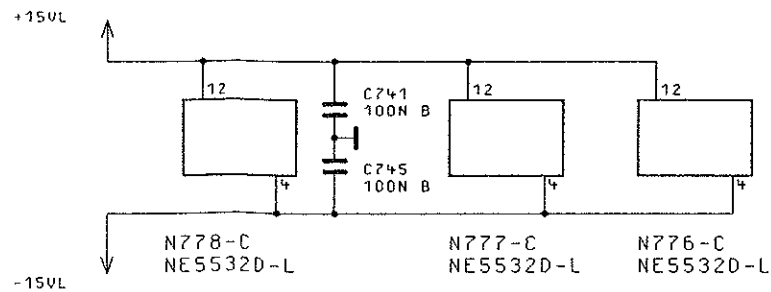 +15VL
12
C741
100N B
12
12
4
C745
100N B
4
4
N778-C
NE5532D-L
N777-C
NE5532D-L
N776-C
NE5532D-L
-15VL